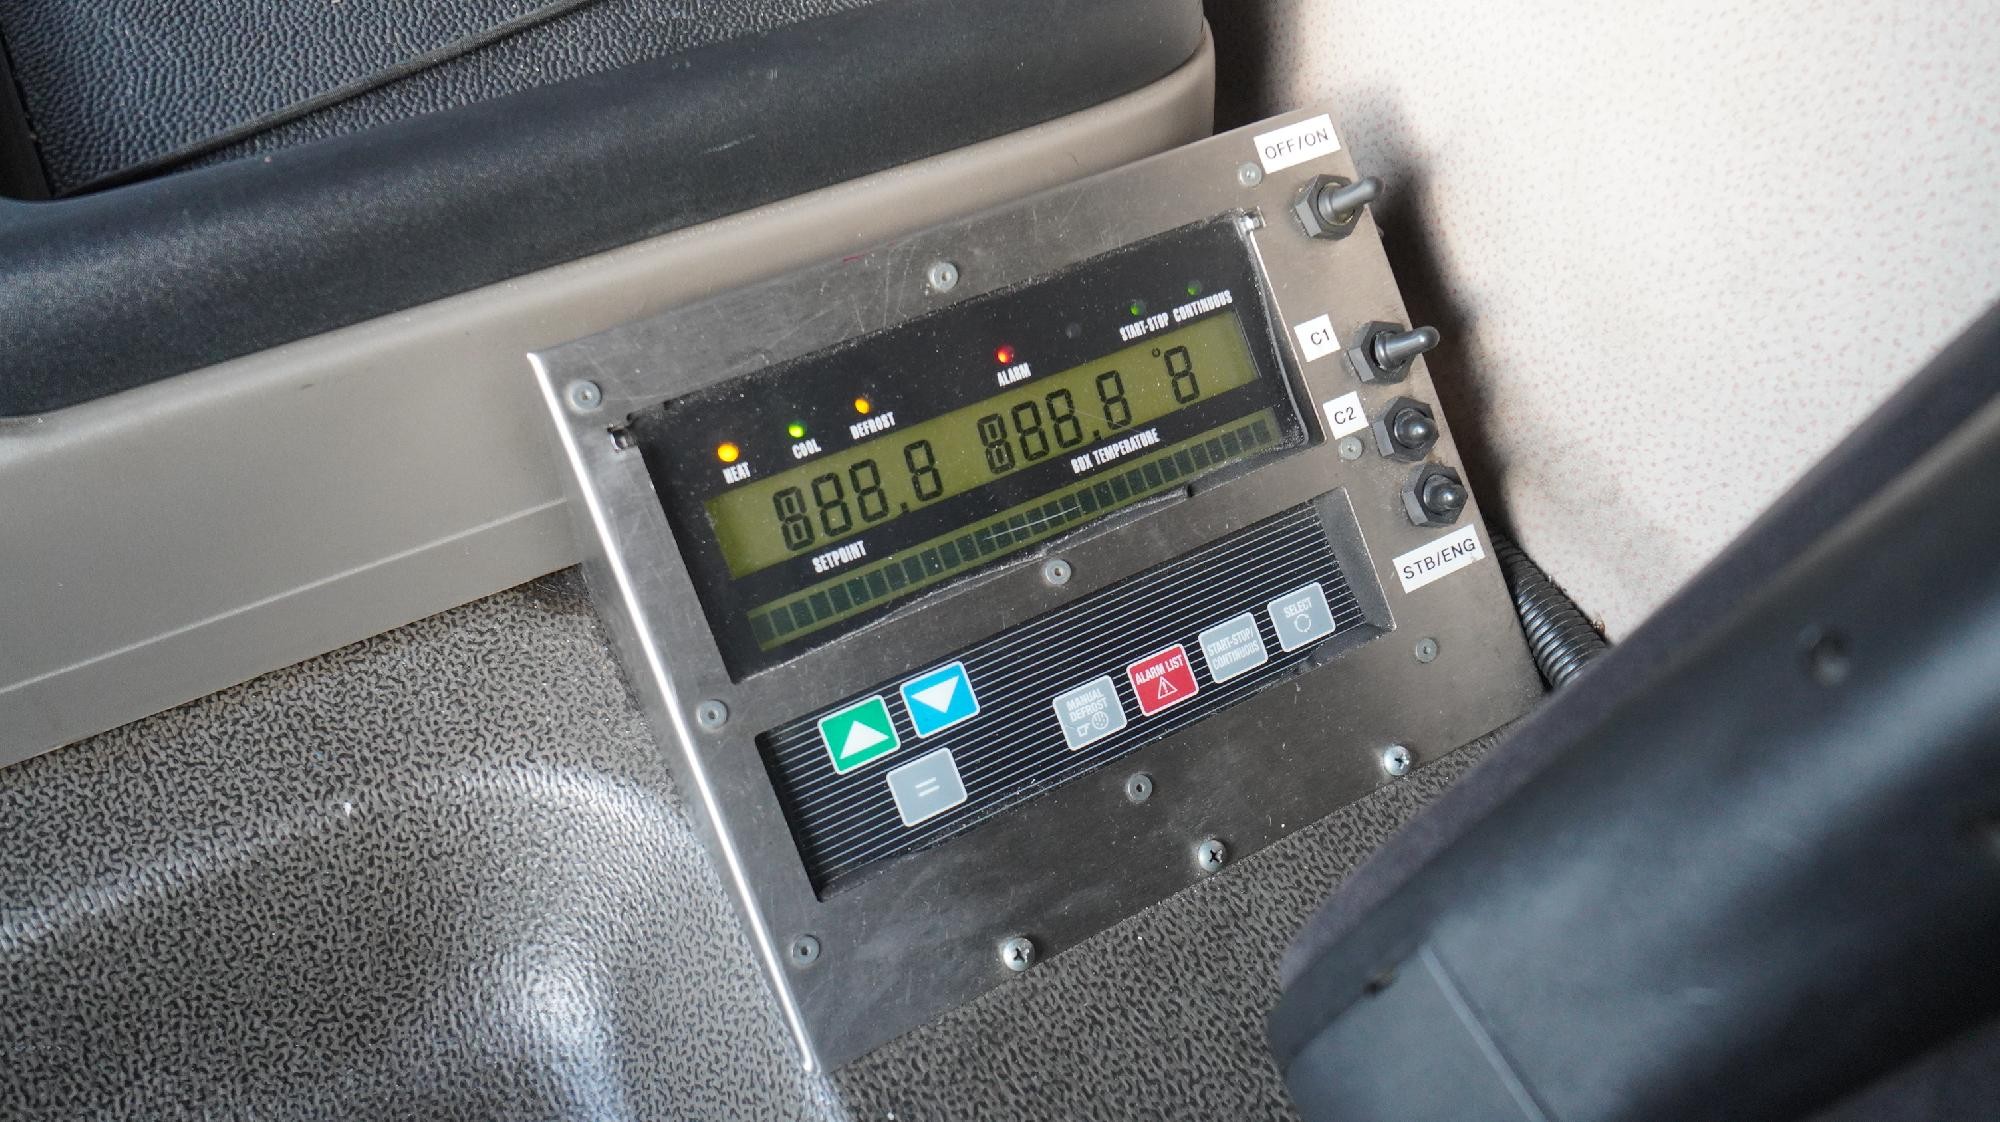 OFF/ON
START-STOP CONTINUOUS
ALARM
HEAT COOL DEFROST
888.8 888.8 °8
SETPOINT BOX TEMPERATURE
C1
C2
STB/ENG
MANUAL
DEFROST
ALARM LIST
START-STOP/
CONTINUOUS
SELECT
=